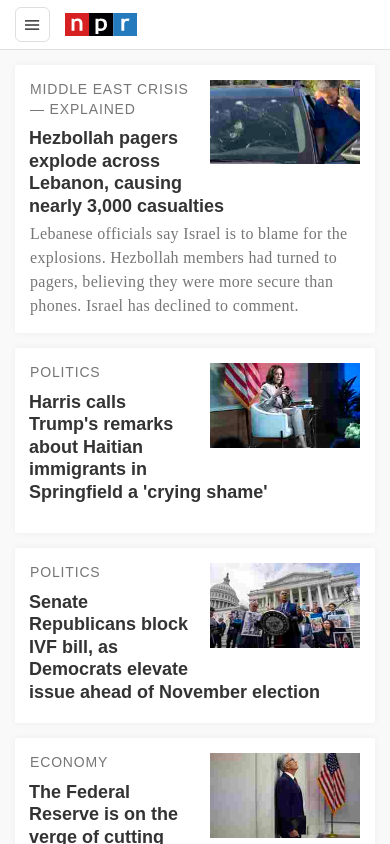 npr
MIDDLE EAST CRISIS
— EXPLAINED
Hezbollah pagers
explode across
Lebanon, causing
nearly 3,000 casualties
Lebanese officials say Israel is to blame for the
explosions. Hezbollah members had turned to
pagers, believing they were more secure than
phones. Israel has declined to comment.
POLITICS
Harris calls
Trump's remarks
about Haitian
immigrants in
Springfield a 'crying shame'
POLITICS
Senate
Republicans block
IVF bill, as
Democrats elevate
issue ahead of November election
ECONOMY
The Federal
Reserve is on the
verge of cutting